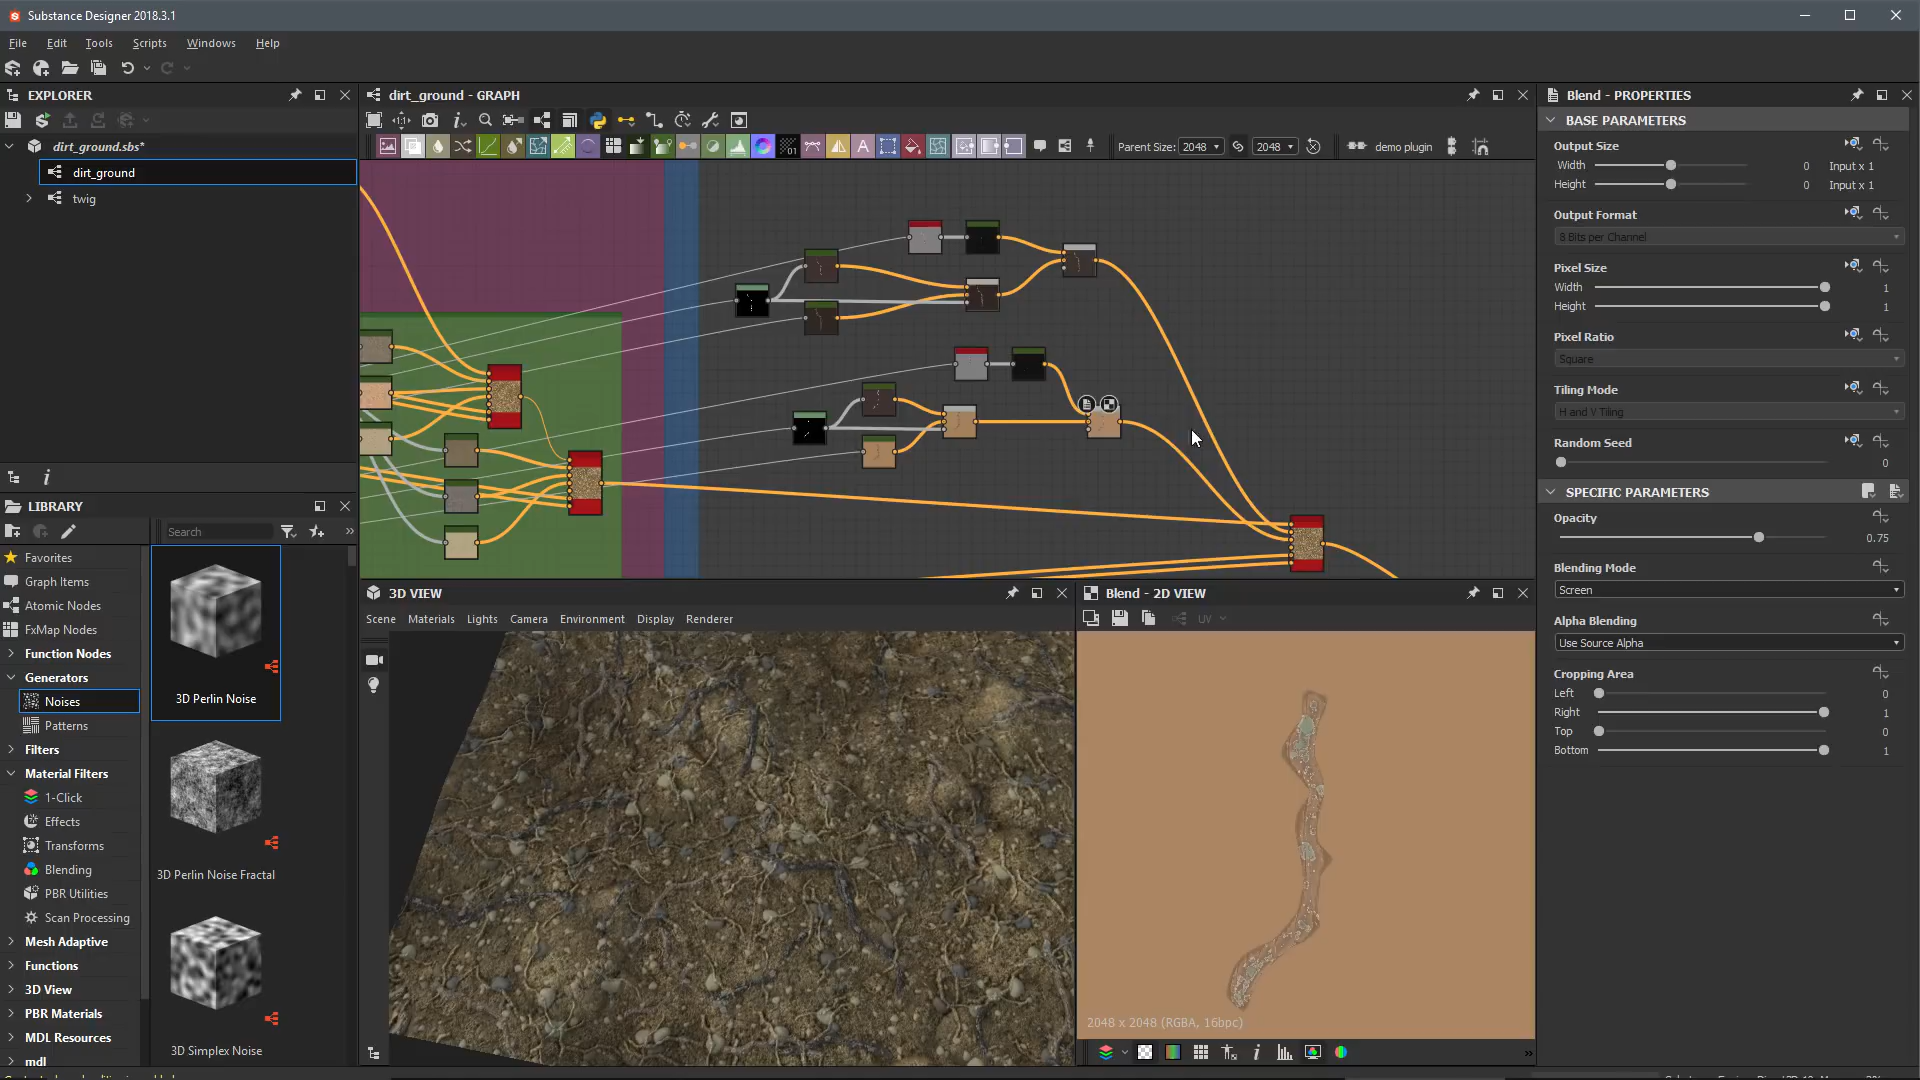 Substance Designer 2018.3.1
File Edit Tools Scripts Windows Help
EXPLORER
dirt_ground.sbs*
dirt_ground
twig
dirt_ground - GRAPH
Parent Size: 2048 2048 demo plugin
LIBRARY
Search
Favorites
Graph Items
Atomic Nodes
FxMap Nodes
Function Nodes
Generators
Noises
Patterns
Filters
Material Filters
1-Click
Effects
Transforms
Blending
PBR Utilities
Scan Processing
Mesh Adaptive
Functions
3D View
PBR Materials
MDL Resources
mdl
3D Perlin Noise
3D Perlin Noise Fractal
3D Simplex Noise
3D VIEW
Scene Materials Lights Camera Environment Display Renderer
Blend - 2D VIEW
UV
2048 x 2048 (RGBA, 16bpc)
Blend - PROPERTIES
BASE PARAMETERS
Output Size
Width 0 Input x 1
Height 0 Input x 1
Output Format
8 Bits per Channel
Pixel Size
Width 1
Height 1
Pixel Ratio
Square
Tiling Mode
H and V Tiling
Random Seed
0
SPECIFIC PARAMETERS
Opacity
0.75
Blending Mode
Screen
Alpha Blending
Use Source Alpha
Cropping Area
Left 0
Right 1
Top 0
Bottom 1